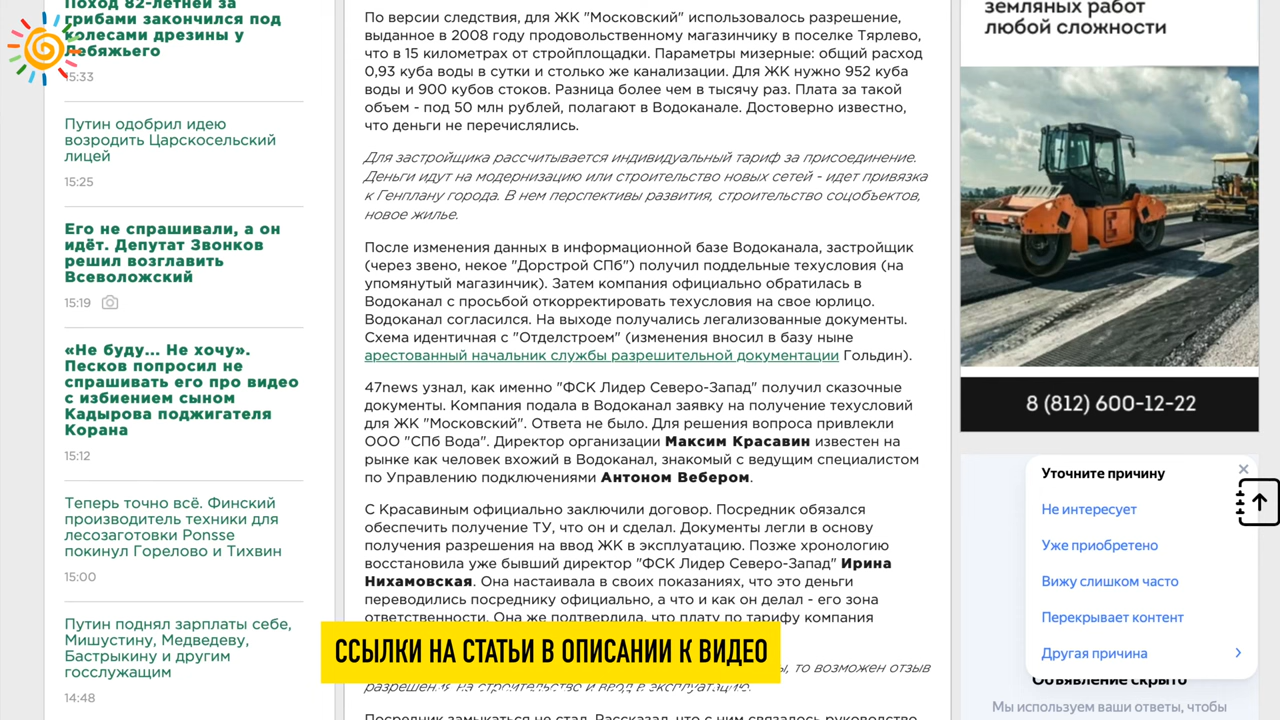 Поход 82-летней за
грибами закончился под
колесами дрезины у
Лебяжьего
15:33
Путин одобрил идею
возродить Царскосельский
лицей
15:25
Его не спрашивали, а он
идёт. Депутат Звонков
решил возглавить
Всеволожский
15:19
«Не буду... Не хочу».
Песков попросил не
спрашивать его про видео
с избиением сыном
Кадырова поджигателя
Корана
15:12
Теперь точно всё. Финский
производитель техники для
лесозаготовки Ponsse
покинул Горелово и Тихвин
15:00
Путин поднял зарплаты себе,
Мишустину, Медведеву,
Бастрыкину и другим
госслужащим
14:48
По версии следствия, для ЖК "Московский" использовалось разрешение,
выданное в 2008 году продовольственному магазинчику в поселке Тярлево,
что в 15 километрах от стройплощадки. Параметры мизерные: общий расход
0,93 куба воды в сутки и столько же канализации. Для ЖК нужно 952 куба
воды и 900 кубов стоков. Разница более чем в тысячу раз. Плата за такой
объем - под 50 млн рублей, полагают в Водоканале. Достоверно известно,
что деньги не перечислялись.
Для застройщика рассчитывается индивидуальный тариф за присоединение.
Деньги идут на модернизацию или строительство новых сетей - идет привязка
к Генплану города. В нем перспективы развития, строительство соцобъектов,
новое жилье.
После изменения данных в информационной базе Водоканала, застройщик
(через звено, некое "Дорстрой СПб") получил поддельные техусловия (на
упомянутый магазинчик). Затем компания официально обратилась в
Водоканал с просьбой откорректировать техусловия на свое юрлицо.
Водоканал согласился. На выходе получались легализованные документы.
Схема идентичная с "Отделстроем" (изменения вносил в базу ныне
арестованный начальник службы разрешительной документации Гольдин).
47news узнал, как именно "ФСК Лидер Северо-Запад" получил сказочные
документы. Компания подала в Водоканал заявку на получение техусловий
для ЖК "Московский". Ответа не было. Для решения вопроса привлекли
ООО "СПб Вода". Директор организации Максим Красавин известен на
рынке как человек вхожий в Водоканал, знакомый с ведущим специалистом
по Управлению подключениями Антоном Вебером.
С Красавиным официально заключили договор. Посредник обязался
обеспечить получение ТУ, что он и сделал. Документы легли в основу
получения разрешения на ввод ЖК в эксплуатацию. Позже хронологию
восстановила уже бывший директор "ФСК Лидер Северо-Запад" Ирина
Нихамовская. Она настаивала в своих показаниях, что это деньги
переводились посреднику официально, а что и как он делал - его зона
ответственности. Она же подтвердила, что плату по тарифу компания
ы, то возможен отзыв
разрешения на строительство и ввод в эксплуатацию.
Посредник замыкаться не стал. Рассказал, что с ним связалось руководство
ССЫЛКИ НА СТАТЬИ В ОПИСАНИИ К ВИДЕО
земляных работ
любой сложности
8 (812) 600-12-22
Уточните причину
Не интересует
Уже приобретено
Вижу слишком часто
Перекрывает контент
Другая причина
Объявление скрыто
Мы используем ваши ответы, чтобы